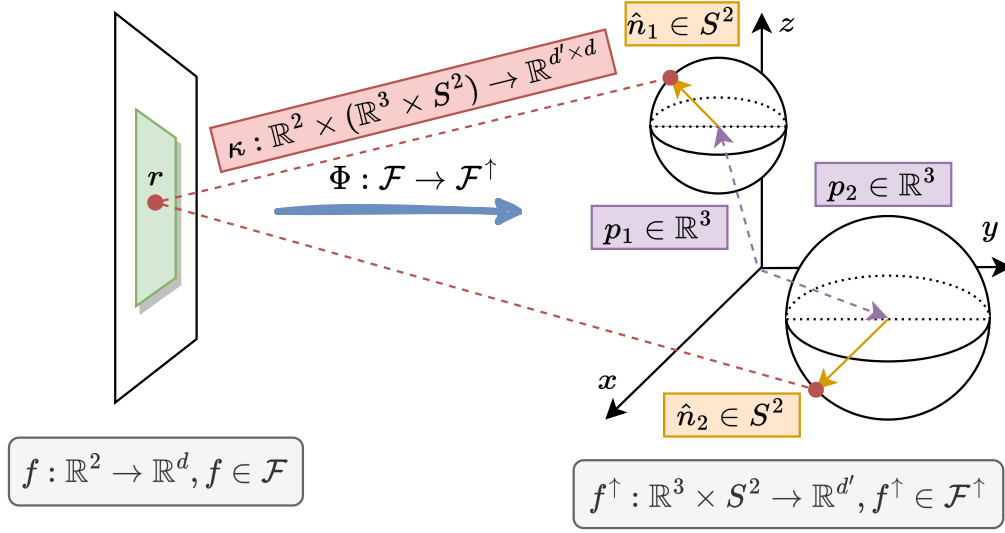 n̂₁ ∈ S²
z
κ : ℝ² × (ℝ³ × S²) → ℝ^{d′×d}
r
Φ : 𝓕 → 𝓕^↑
p₂ ∈ ℝ³
p₁ ∈ ℝ³
y
x
n̂₂ ∈ S²
f : ℝ² → ℝ^d, f ∈ 𝓕
f^↑ : ℝ³ × S² → ℝ^{d′}, f^↑ ∈ 𝓕^↑